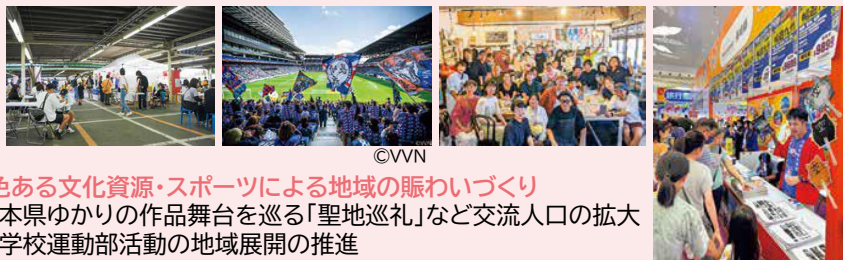 ©VVN
色ある文化資源・スポーツによる地域の賑わいづくり
本県ゆかりの作品舞台を巡る「聖地巡礼」など交流人口の拡大
学校運動部活動の地域展開の推進